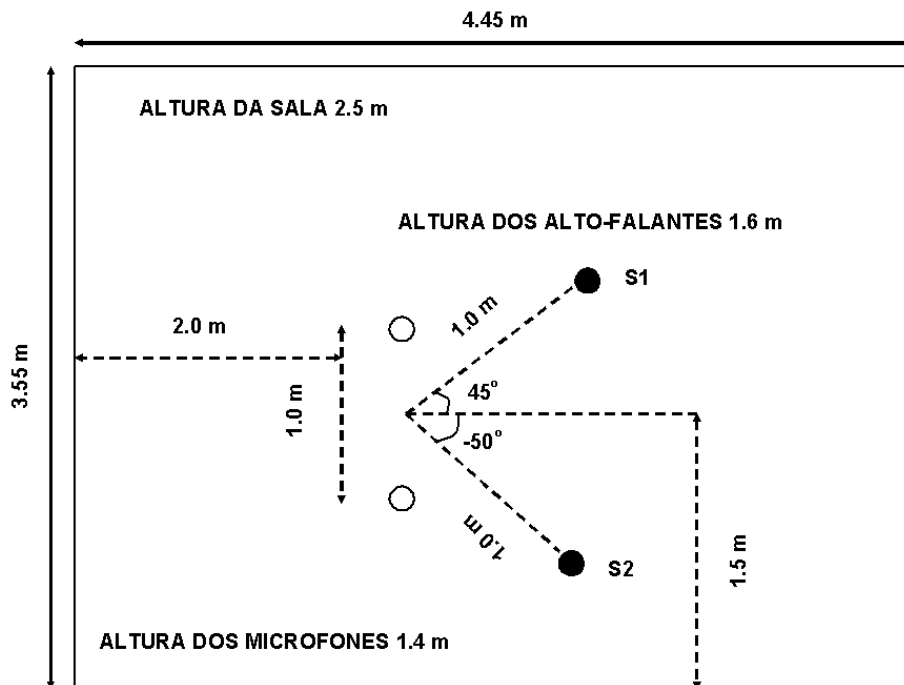 4.45 m
ALTURA DA SALA 2.5 m
ALTURA DOS ALTO-FALANTES 1.6 m
S1
1.0 m
2.0 m
3.55 m
1.0 m
45°
-50°
1.0 m
S2
1.5 m
ALTURA DOS MICROFONES 1.4 m